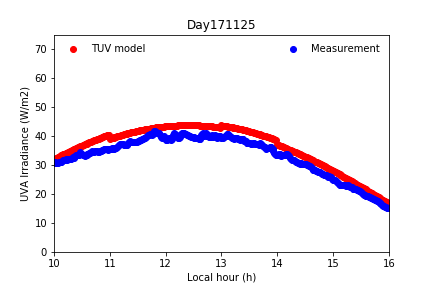 Day171125
TUV model
Measurement
UVA Irradiance (W/m2)
70
60
50
40
30
20
10
0
10 11 12 13 14 15 16
Local hour (h)